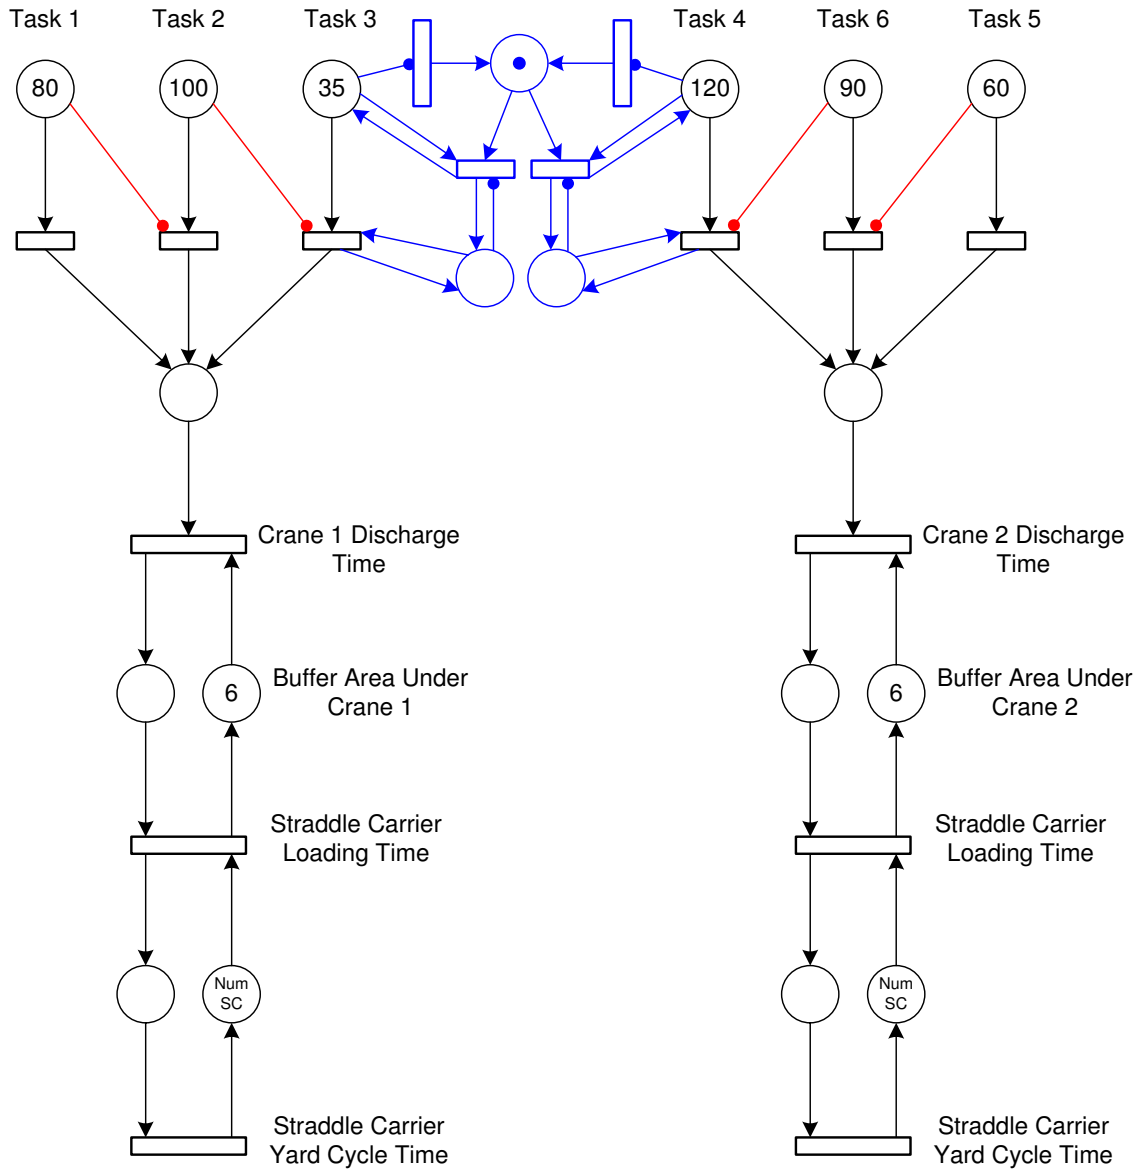 Task 1 Task 2 Task 3 Task 4 Task 6 Task 5
80 100 35 120 90 60
Crane 1 Discharge
Time
Crane 2 Discharge
Time
6
Buffer Area Under
Crane 1
6
Buffer Area Under
Crane 2
Straddle Carrier
Loading Time
Straddle Carrier
Loading Time
Num
SC
Num
SC
Straddle Carrier
Yard Cycle Time
Straddle Carrier
Yard Cycle Time